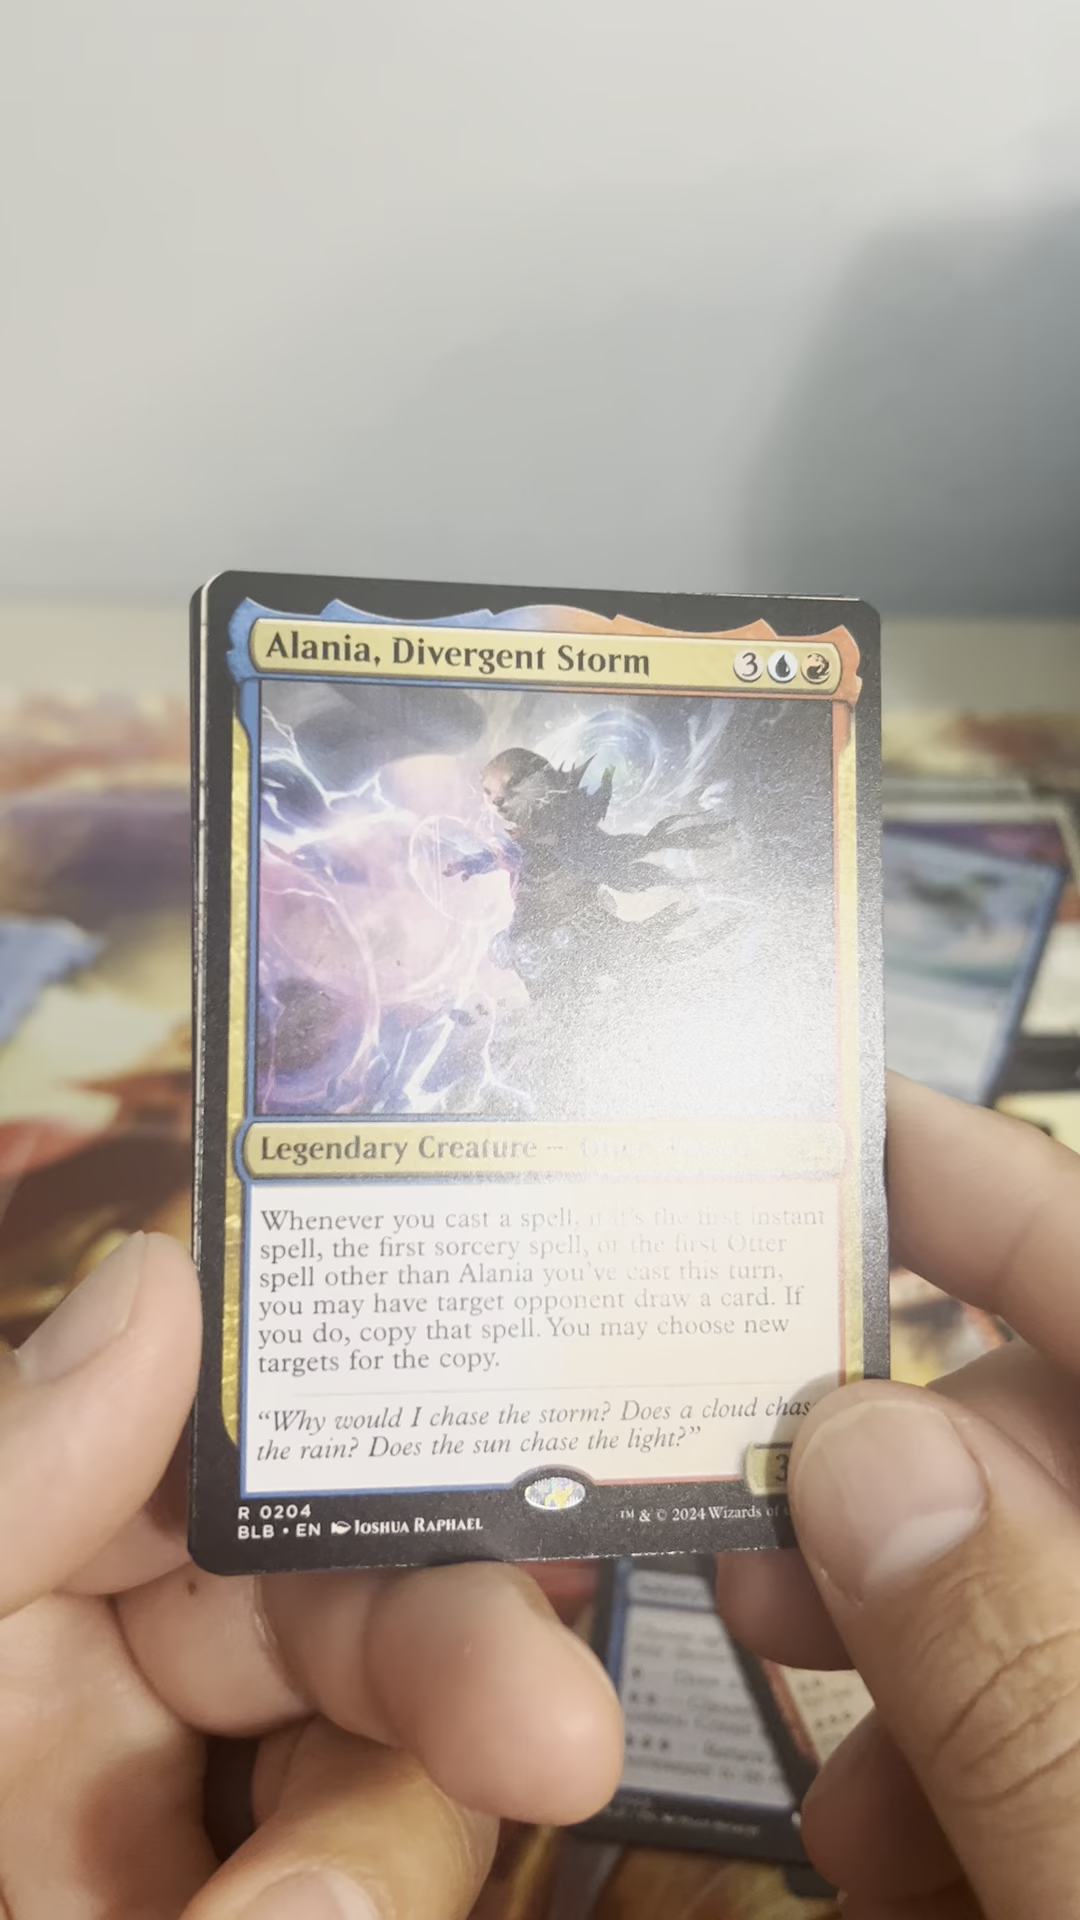 Alania, Divergent Storm 3
Legendary Creature — Otter
Whenever you cast a spell, if it's the first instant
spell, the first sorcery spell, or the first Otter
spell other than Alania you've cast this turn,
you may have target opponent draw a card. If
you do, copy that spell. You may choose new
targets for the copy.
“Why would I chase the storm? Does a cloud chas
the rain? Does the sun chase the light?”
3
R 0204
BLB • EN JOSHUA RAPHAEL
™ & © 2024 Wizards of